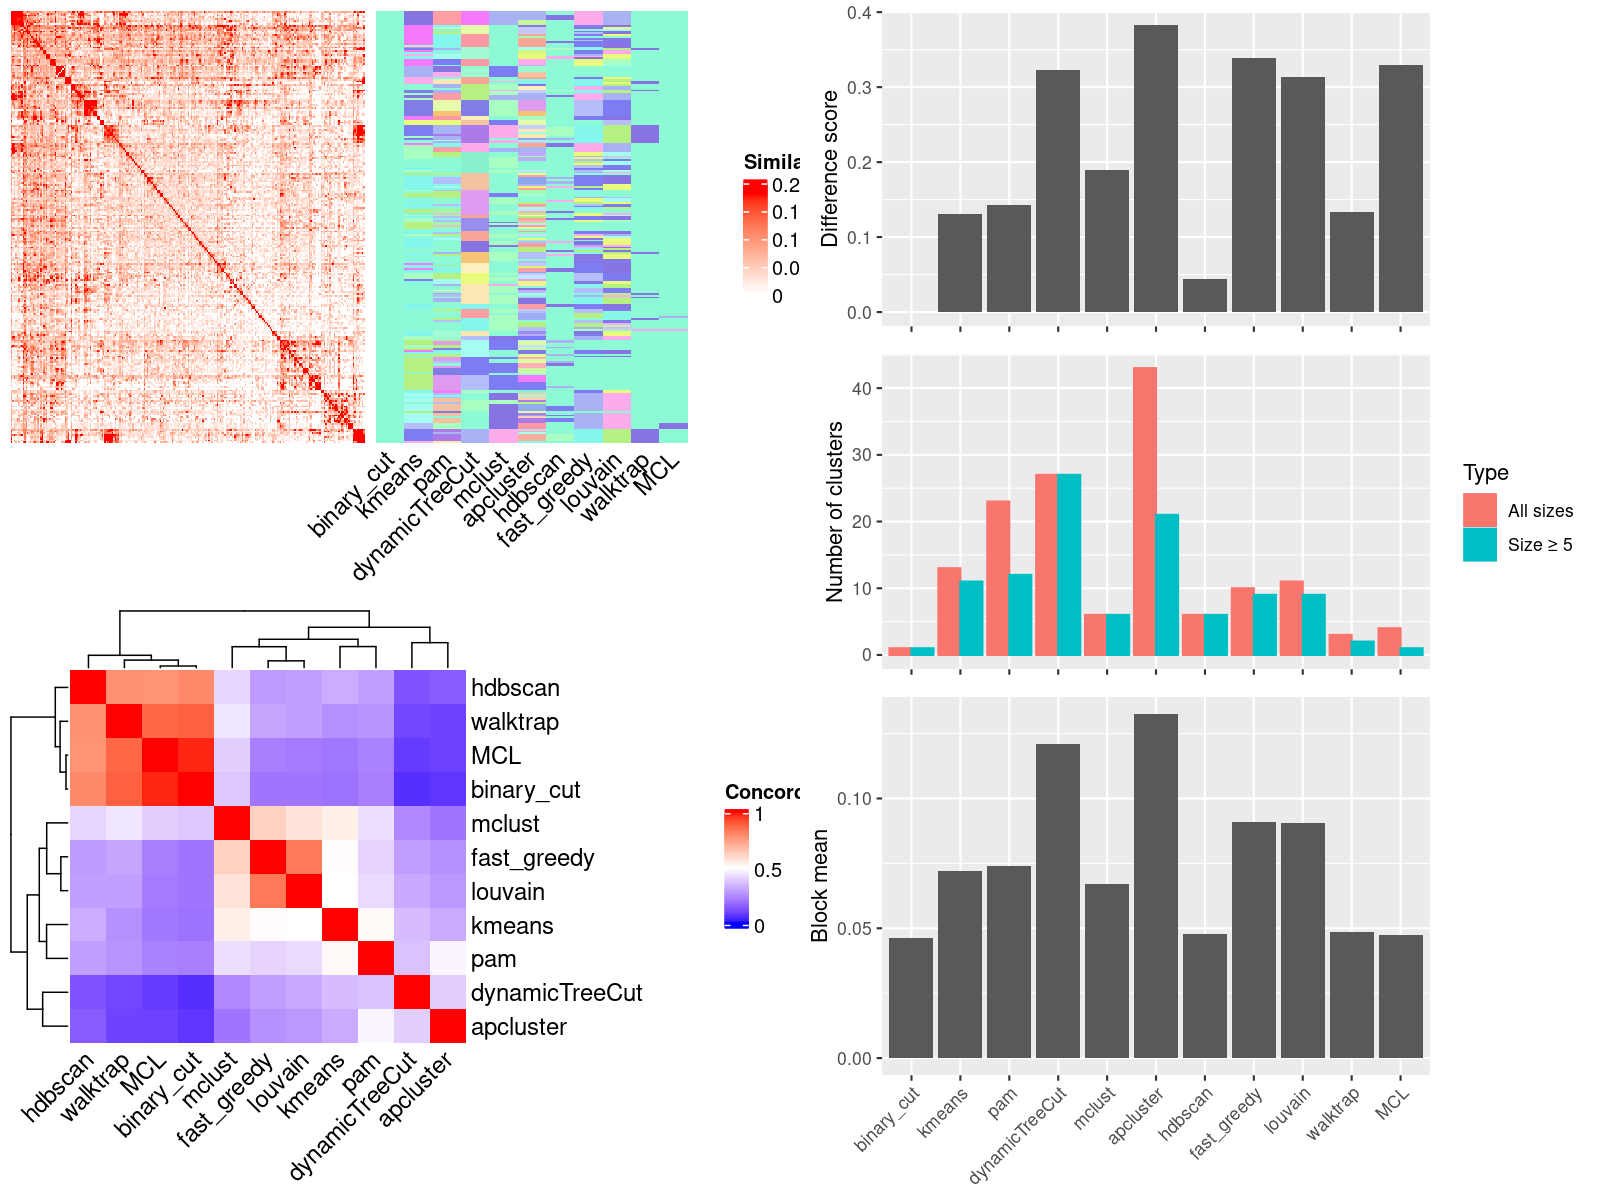 Simila
0.2
0.1
0.1
0.0
0
binary_cut
kmeans
pam
dynamicTreeCut
mclust
apcluster
hdbscan
fast_greedy
louvain
walktrap
MCL
Difference score
0.4
0.3
0.2
0.1
0.0
Number of clusters
40
30
20
10
0
Type
All sizes
Size ≥ 5
hdbscan
walktrap
MCL
binary_cut
mclust
fast_greedy
louvain
kmeans
pam
dynamicTreeCut
apcluster
hdbscan
walktrap
MCL
binary_cut
mclust
fast_greedy
louvain
kmeans
pam
dynamicTreeCut
apcluster
Concord
1
0.5
0
Block mean
0.10
0.05
0.00
binary_cut
kmeans
pam
dynamicTreeCut
mclust
apcluster
hdbscan
fast_greedy
louvain
walktrap
MCL